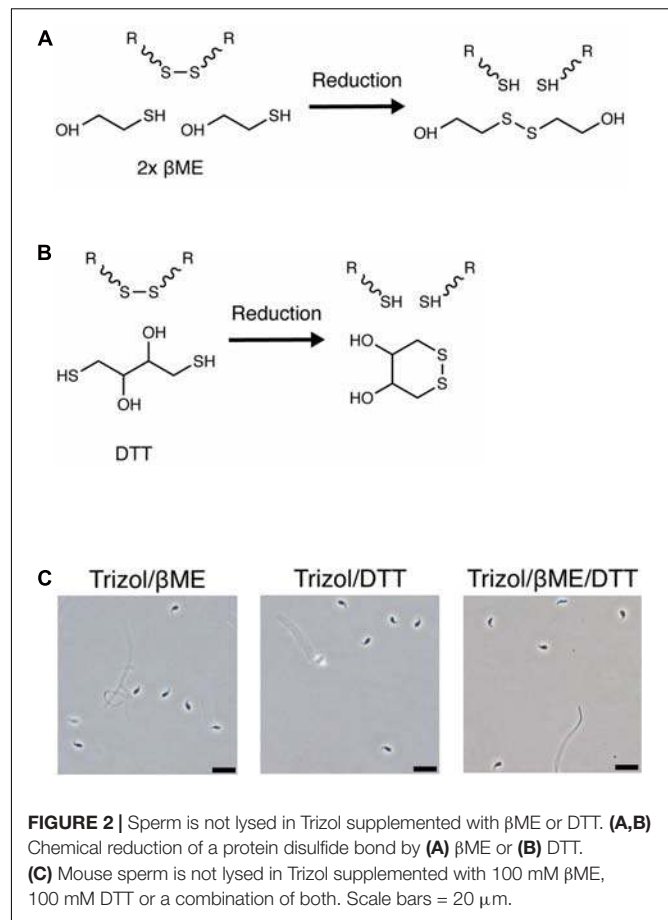 A
R R
S–S
Reduction
R R
SH SH
OH SH OH SH
OH S S OH
2x βME
B
R R
S–S
Reduction
R R
SH SH
OH
HS SH
OH
HO S
HO S
DTT
C
Trizol/βME Trizol/DTT Trizol/βME/DTT
FIGURE 2 | Sperm is not lysed in Trizol supplemented with βME or DTT. (A,B)
Chemical reduction of a protein disulfide bond by (A) βME or (B) DTT.
(C) Mouse sperm is not lysed in Trizol supplemented with 100 mM βME,
100 mM DTT or a combination of both. Scale bars = 20 μm.